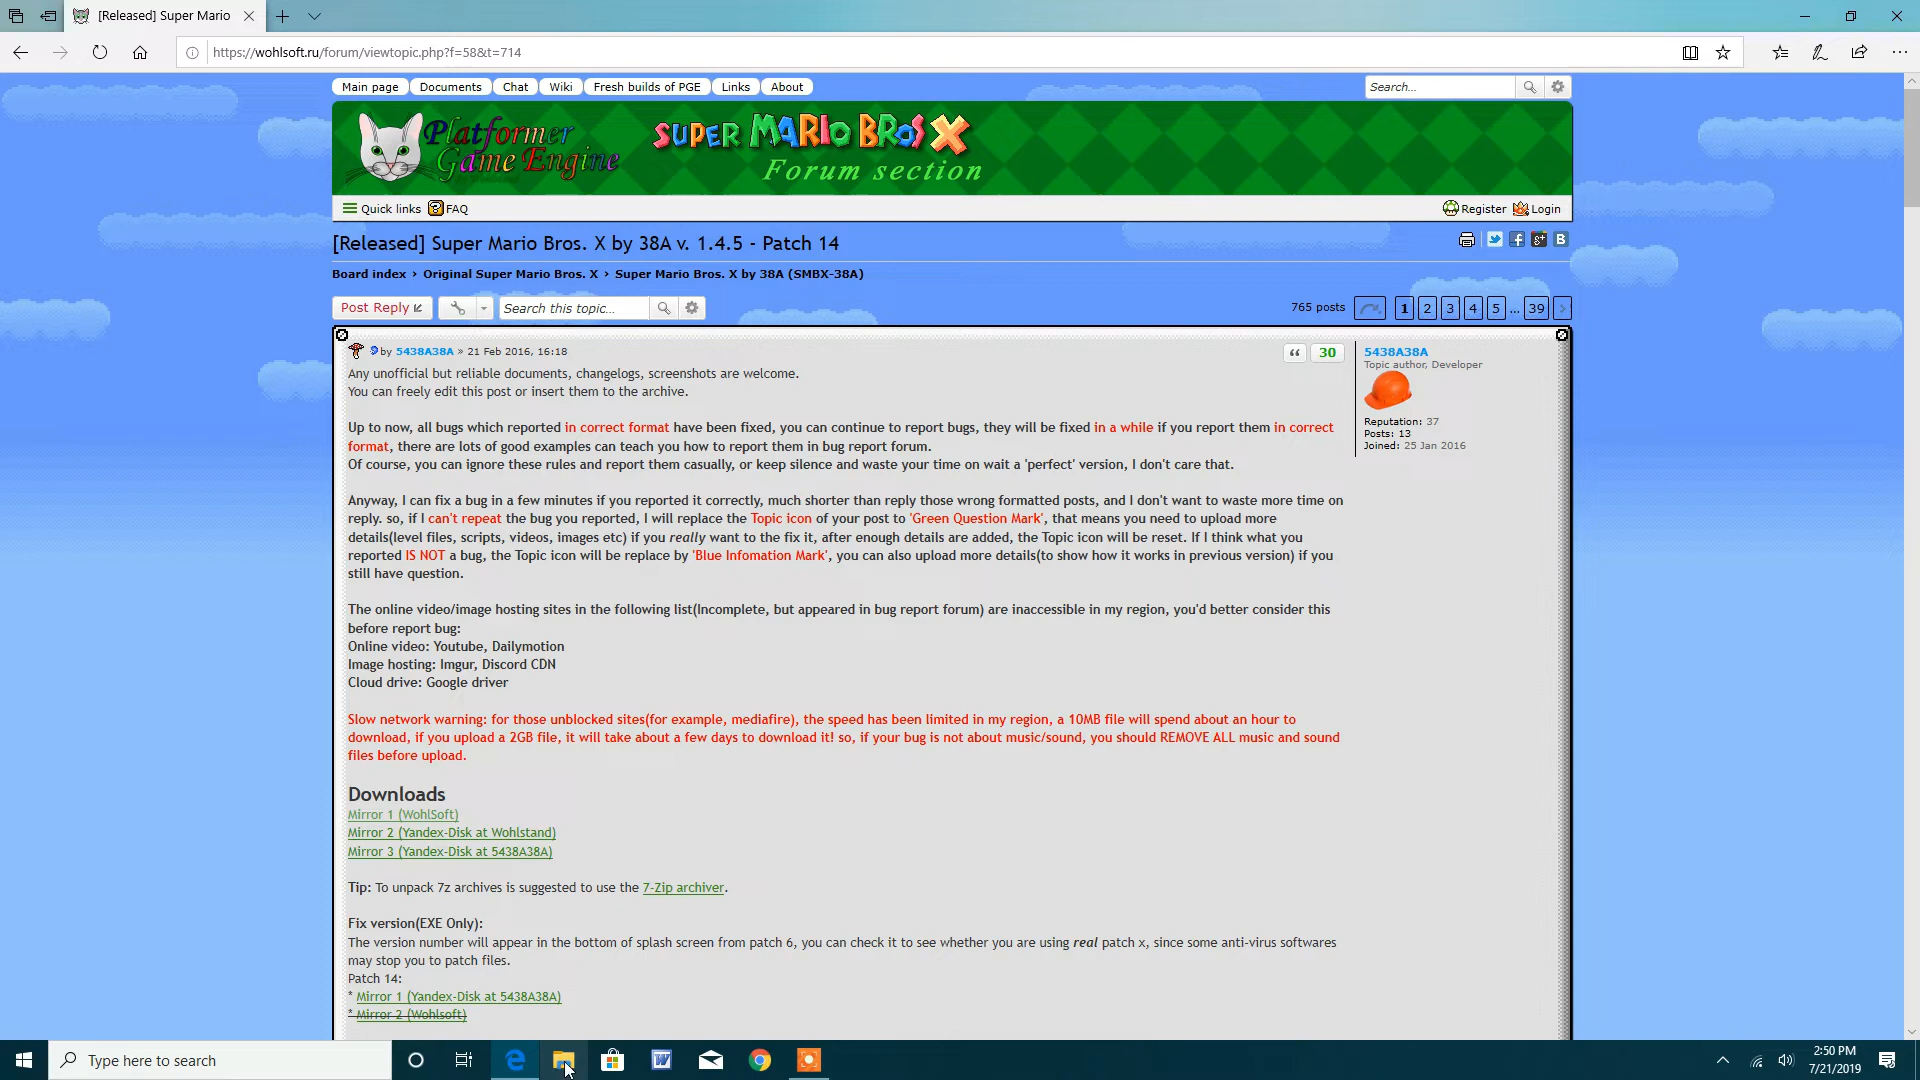 [Released] Super Mario
https://wohlsoft.ru/forum/viewtopic.php?f=58&t=714
Main page Documents Chat Wiki Fresh builds of PGE Links About Search...
Platformer Game Engine
SUPER MARIO BROS X
Forum section
Quick links FAQ Register Login
[Released] Super Mario Bros. X by 38A v. 1.4.5 - Patch 14
Board index › Original Super Mario Bros. X › Super Mario Bros. X by 38A (SMBX-38A)
Post Reply Search this topic... 765 posts 1 2 3 4 5 ... 39
by 5438A38A » 21 Feb 2016, 16:18 30
5438A38A
Topic author, Developer
Reputation: 37
Posts: 13
Joined: 25 Jan 2016
Any unofficial but reliable documents, changelogs, screenshots are welcome.
You can freely edit this post or insert them to the archive.
Up to now, all bugs which reported in correct format have been fixed, you can continue to report bugs, they will be fixed in a while if you report them in correct
format, there are lots of good examples can teach you how to report them in bug report forum.
Of course, you can ignore these rules and report them casually, or keep silence and waste your time on wait a 'perfect' version, I don't care that.
Anyway, I can fix a bug in a few minutes if you reported it correctly, much shorter than reply those wrong formatted posts, and I don't want to waste more time on
reply. so, if I can't repeat the bug you reported, I will replace the Topic icon of your post to 'Green Question Mark', that means you need to upload more
details(level files, scripts, videos, images etc) if you really want to the fix it, after enough details are added, the Topic icon will be reset. If I think what you
reported IS NOT a bug, the Topic icon will be replace by 'Blue Infomation Mark', you can also upload more details(to show how it works in previous version) if you
still have question.
The online video/image hosting sites in the following list(Incomplete, but appeared in bug report forum) are inaccessible in my region, you'd better consider this
before report bug:
Online video: Youtube, Dailymotion
Image hosting: Imgur, Discord CDN
Cloud drive: Google driver
Slow network warning: for those unblocked sites(for example, mediafire), the speed has been limited in my region, a 10MB file will spend about an hour to
download, if you upload a 2GB file, it will take about a few days to download it! so, if your bug is not about music/sound, you should REMOVE ALL music and sound
files before upload.
Downloads
Mirror 1 (WohlSoft)
Mirror 2 (Yandex-Disk at Wohlstand)
Mirror 3 (Yandex-Disk at 5438A38A)
Tip: To unpack 7z archives is suggested to use the 7-Zip archiver.
Fix version(EXE Only):
The version number will appear in the bottom of splash screen from patch 6, you can check it to see whether you are using real patch x, since some anti-virus softwares
may stop you to patch files.
Patch 14:
* Mirror 1 (Yandex-Disk at 5438A38A)
* Mirror 2 (Wohlsoft)
Type here to search
2:50 PM
7/21/2019